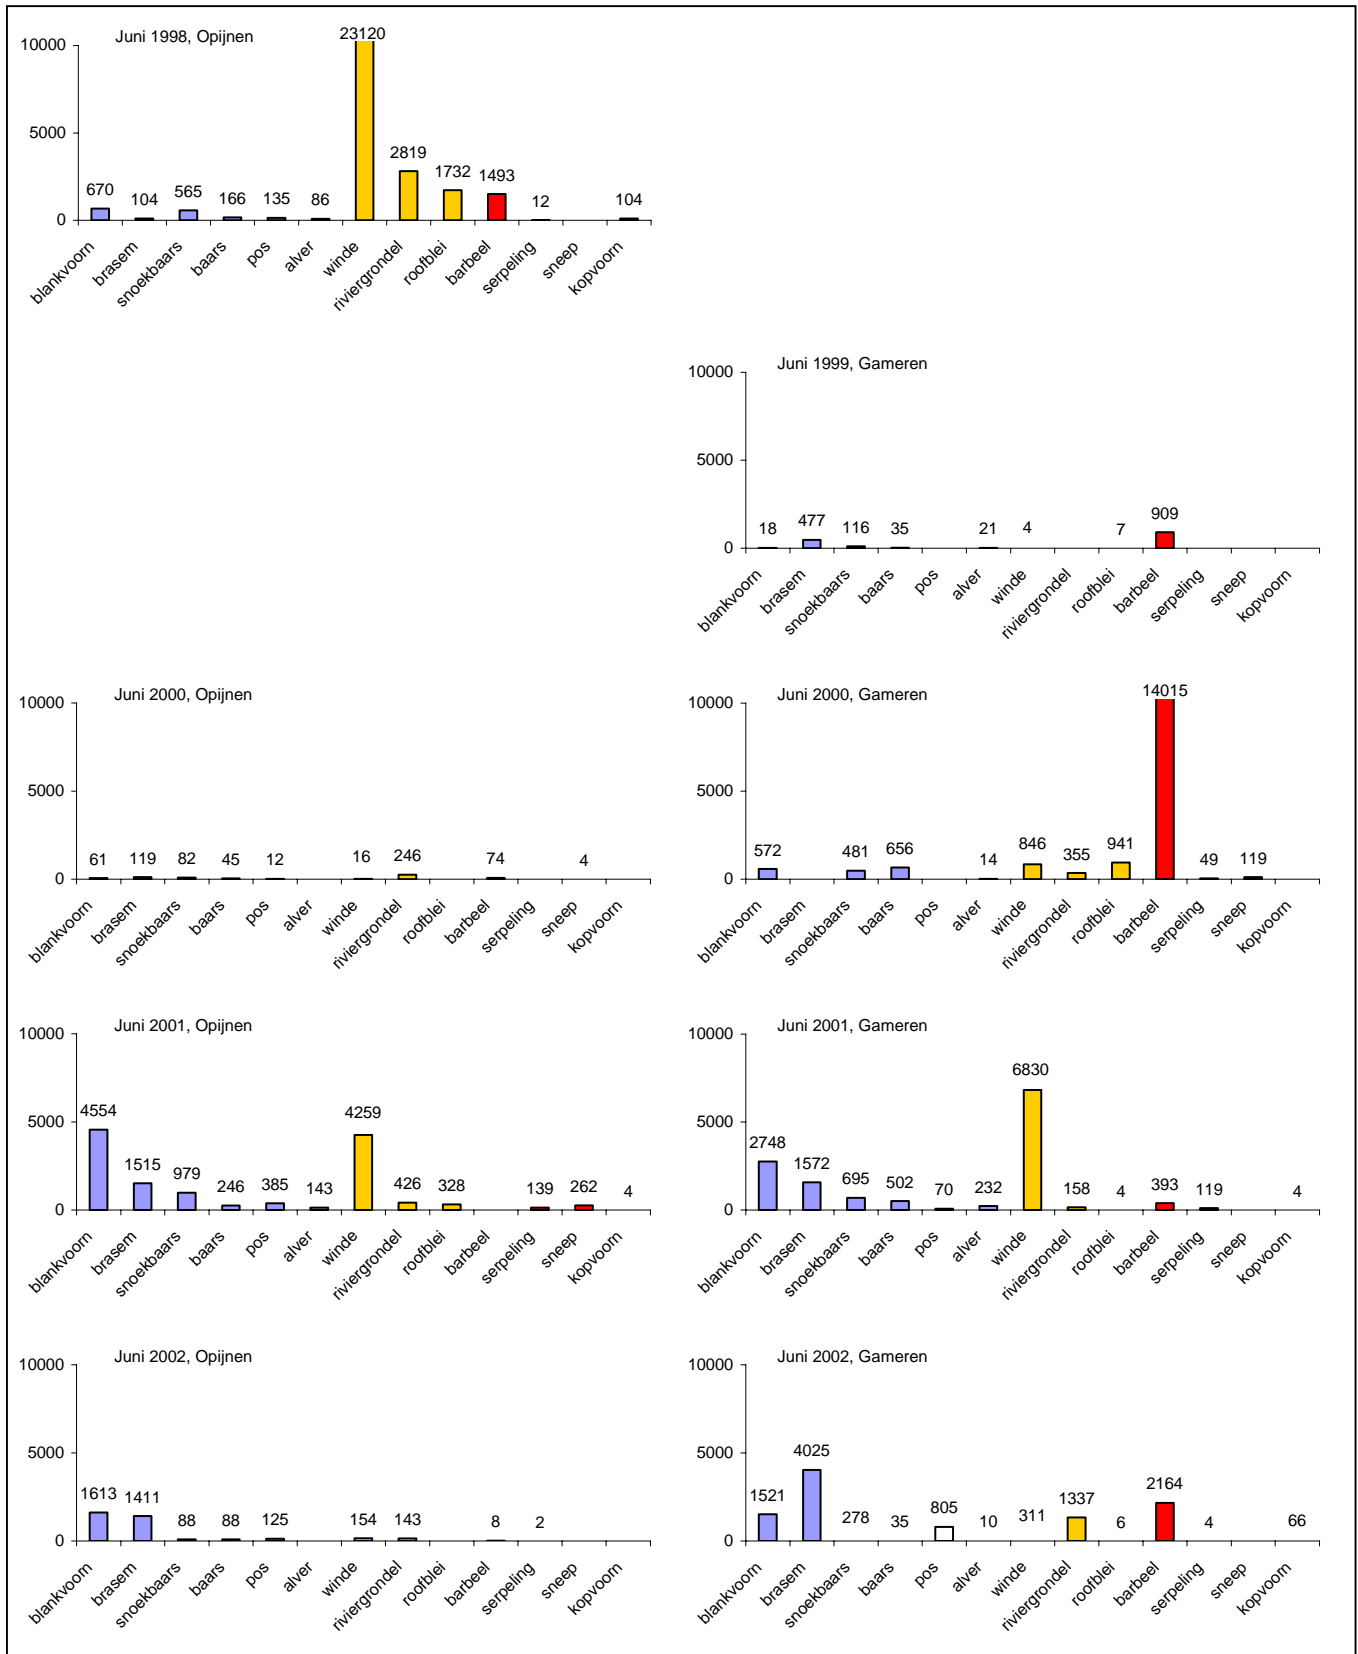 Juni 1998, Opijnen
10000
5000
0
670 104 565 166 135 86 23120 2819 1732 1493 12 104
blankvoorn brasem snoekbaars baars pos alver winde riviergrondel roofblei barbeel serpeling sneep kopvoorn
Juni 1999, Gameren
10000
5000
0
18 477 116 35 21 4 7 909
blankvoorn brasem snoekbaars baars pos alver winde riviergrondel roofblei barbeel serpeling sneep kopvoorn
Juni 2000, Opijnen
10000
5000
0
61 119 82 45 12 16 246 74 4
blankvoorn brasem snoekbaars baars pos alver winde riviergrondel roofblei barbeel serpeling sneep kopvoorn
Juni 2000, Gameren
10000
5000
0
572 481 656 14 846 355 941 14015 49 119
blankvoorn brasem snoekbaars baars pos alver winde riviergrondel roofblei barbeel serpeling sneep kopvoorn
Juni 2001, Opijnen
10000
5000
0
4554 1515 979 246 385 143 4259 426 328 139 262 4
blankvoorn brasem snoekbaars baars pos alver winde riviergrondel roofblei barbeel serpeling sneep kopvoorn
Juni 2001, Gameren
10000
5000
0
2748 1572 695 502 70 232 6830 158 4 393 119 4
blankvoorn brasem snoekbaars baars pos alver winde riviergrondel roofblei barbeel serpeling sneep kopvoorn
Juni 2002, Opijnen
10000
5000
0
1613 1411 88 88 125 154 143 8 2
blankvoorn brasem snoekbaars baars pos alver winde riviergrondel roofblei barbeel serpeling sneep kopvoorn
Juni 2002, Gameren
10000
5000
0
1521 4025 278 35 805 10 311 1337 6 2164 4 66
blankvoorn brasem snoekbaars baars pos alver winde riviergrondel roofblei barbeel serpeling sneep kopvoorn